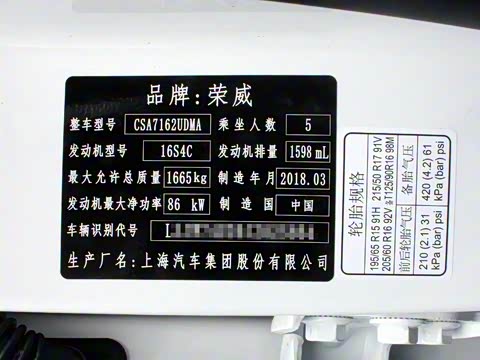 品牌:荣威
整车型号 CSA7162UDMA 乘坐人数 5
发动机型号 16S4C 发动机排量 1598 mL
最大允许总质量 1665kg 制造年月 2018.03
发动机最大净功率 86 kW 制造国 中国
车辆识别代号 L
生产厂名:上海汽车集团股份有限公司
轮胎规格
195/65 R15 91H 215/50 R17 91V
205/60 R16 92V T125/90R16 98M
前后轮胎气压 备胎气压
210 (2.1) 31 420 (4.2) 61
kPa (bar) psi kPa (bar) psi